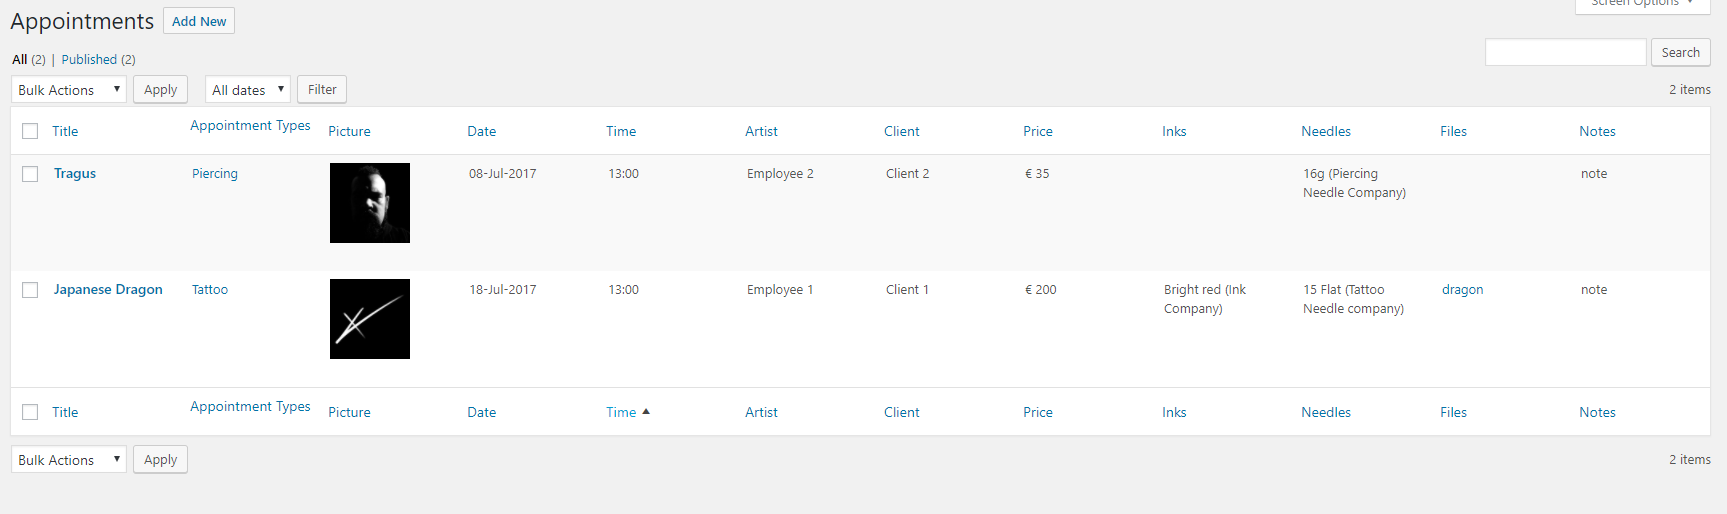 Screen Options
Appointments Add New
All (2) | Published (2)
Search
Bulk Actions Apply All dates Filter 2 items
Title Appointment Types Picture Date Time Artist Client Price Inks Needles Files Notes
Tragus Piercing 08-Jul-2017 13:00 Employee 2 Client 2 € 35 16g (Piercing note
Needle Company)
Japanese Dragon Tattoo 18-Jul-2017 13:00 Employee 1 Client 1 € 200 Bright red (Ink 15 Flat (Tattoo dragon note
Company) Needle company)
Title Appointment Types Picture Date Time Artist Client Price Inks Needles Files Notes
Bulk Actions Apply 2 items